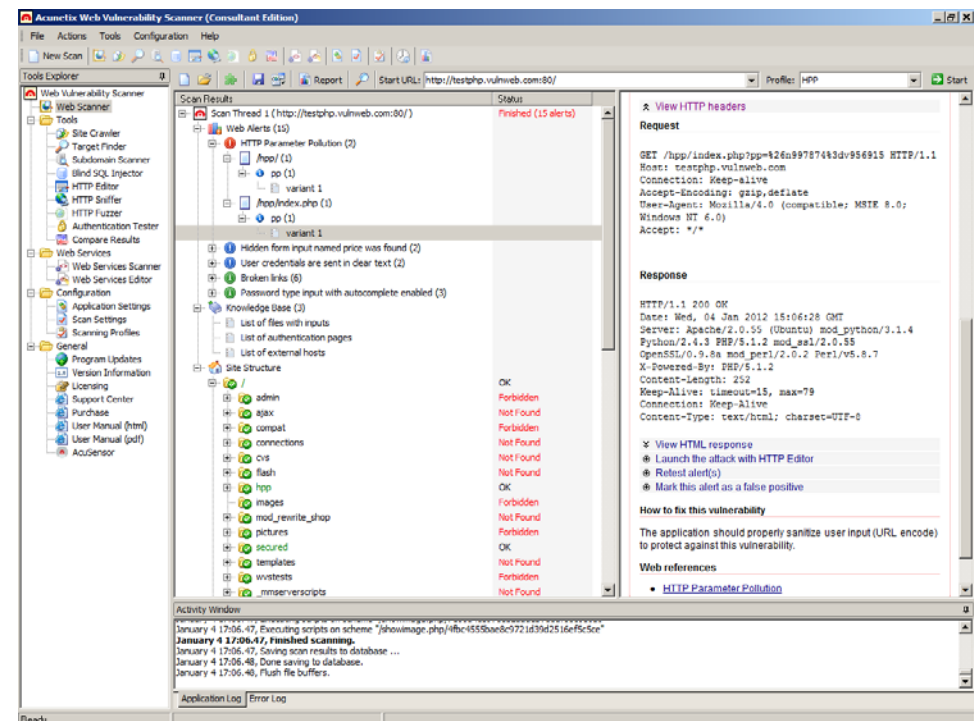 Acunetix Web Vulnerability Scanner (Consultant Edition)
File Actions Tools Configuration Help
New Scan
Tools Explorer
Report
Start URL: http://testphp.vulnweb.com:80/
Profile: HPP
Start
Web Vulnerability Scanner
Web Scanner
Tools
Site Crawler
Target Finder
Subdomain Scanner
Blind SQL Injector
HTTP Editor
HTTP Sniffer
HTTP Fuzzer
Authentication Tester
Compare Results
Web Services
Web Services Scanner
Web Services Editor
Configuration
Application Settings
Scan Settings
Scanning Profiles
General
Program Updates
Version Information
Licensing
Support Center
Purchase
User Manual (html)
User Manual (pdf)
AcuSensor
Scan Results Status
Scan Thread 1 ( http://testphp.vulnweb.com:80/ ) Finished (15 alerts)
Web Alerts (15)
HTTP Parameter Pollution (2)
/hpp/ (1)
pp (1)
variant 1
/hpp/index.php (1)
pp (1)
variant 1
Hidden form input named price was found (2)
User credentials are sent in clear text (2)
Broken links (6)
Password type input with autocomplete enabled (3)
Knowledge Base (3)
List of files with inputs
List of authentication pages
List of external hosts
Site Structure
/ OK
admin Forbidden
ajax Not Found
compat Forbidden
connections Not Found
cvs Not Found
flash Not Found
hpp OK
images Forbidden
mod_rewrite_shop Not Found
pictures Forbidden
secured OK
templates Not Found
wvstests Forbidden
_mmserverscripts Not Found
View HTTP headers
Request
GET /hpp/index.php?pp=%26n997874%3dv956915 HTTP/1.1
Host: testphp.vulnweb.com
Connection: Keep-alive
Accept-Encoding: gzip,deflate
User-Agent: Mozilla/4.0 (compatible; MSIE 8.0;
Windows NT 6.0)
Accept: */*
Response
HTTP/1.1 200 OK
Date: Wed, 04 Jan 2012 15:06:28 GMT
Server: Apache/2.0.55 (Ubuntu) mod_python/3.1.4
Python/2.4.3 PHP/5.1.2 mod_ssl/2.0.55
OpenSSL/0.9.8a mod_perl/2.0.2 Perl/v5.8.7
X-Powered-By: PHP/5.1.2
Content-Length: 252
Keep-Alive: timeout=15, max=79
Connection: Keep-Alive
Content-Type: text/html; charset=UTF-8
View HTML response
Launch the attack with HTTP Editor
Retest alert(s)
Mark this alert as a false positive
How to fix this vulnerability
The application should properly sanitize user input (URL encode)
to protect against this vulnerability.
Web references
HTTP Parameter Pollution
Activity Window
January 4 17:06.47, Executing scripts on scheme "/showimage.php/4fbc4555bae8c9721d39d2516ef5c5ce"
January 4 17:06.47, Finished scanning.
January 4 17:06.47, Saving scan results to database ...
January 4 17:06.48, Done saving to database.
January 4 17:06.48, Flush file buffers.
Application Log Error Log
Ready